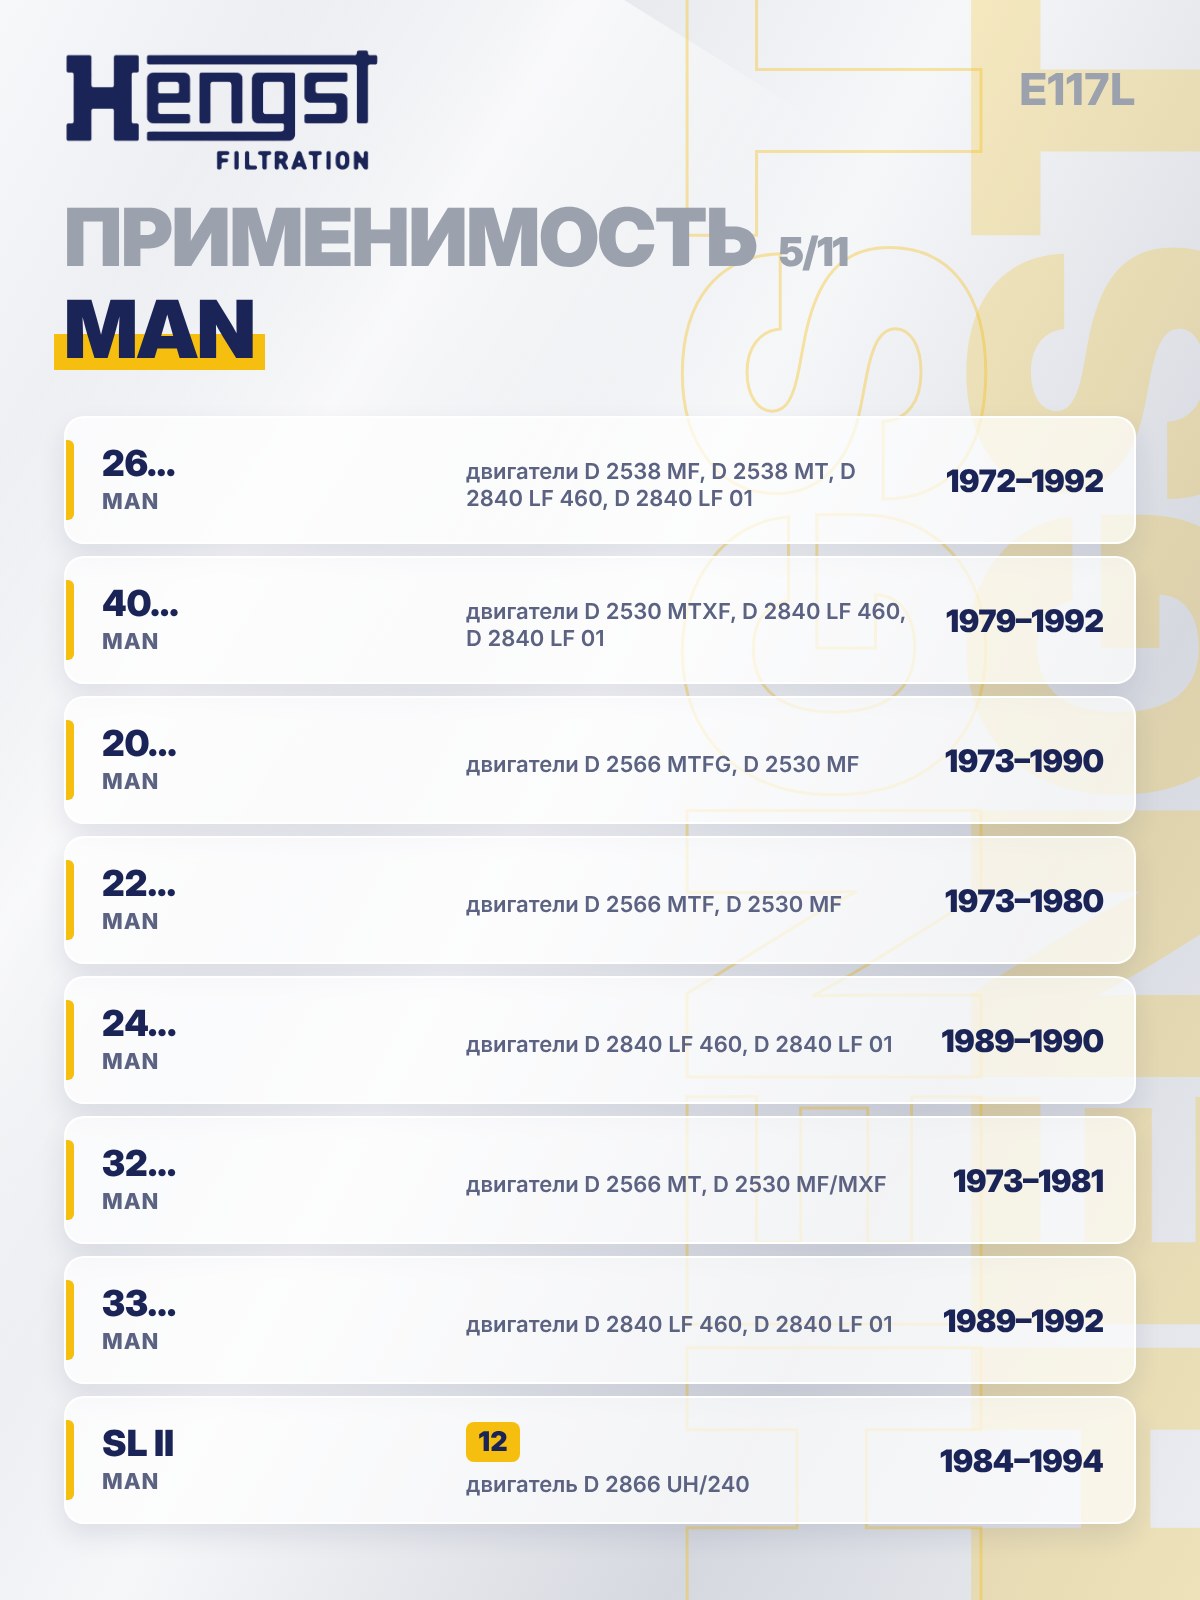 Hengst
FILTRATION
E117L
ПРИМЕНИМОСТЬ 5/11
MAN
26...
MAN
двигатели D 2538 MF, D 2538 MT, D
2840 LF 460, D 2840 LF 01
1972–1992
40...
MAN
двигатели D 2530 MTXF, D 2840 LF 460,
D 2840 LF 01
1979–1992
20...
MAN
двигатели D 2566 MTFG, D 2530 MF
1973–1990
22...
MAN
двигатели D 2566 MTF, D 2530 MF
1973–1980
24...
MAN
двигатели D 2840 LF 460, D 2840 LF 01
1989–1990
32...
MAN
двигатели D 2566 MT, D 2530 MF/MXF
1973–1981
33...
MAN
двигатели D 2840 LF 460, D 2840 LF 01
1989–1992
SL II
MAN
12
двигатель D 2866 UH/240
1984–1994
HENGST
HENGST